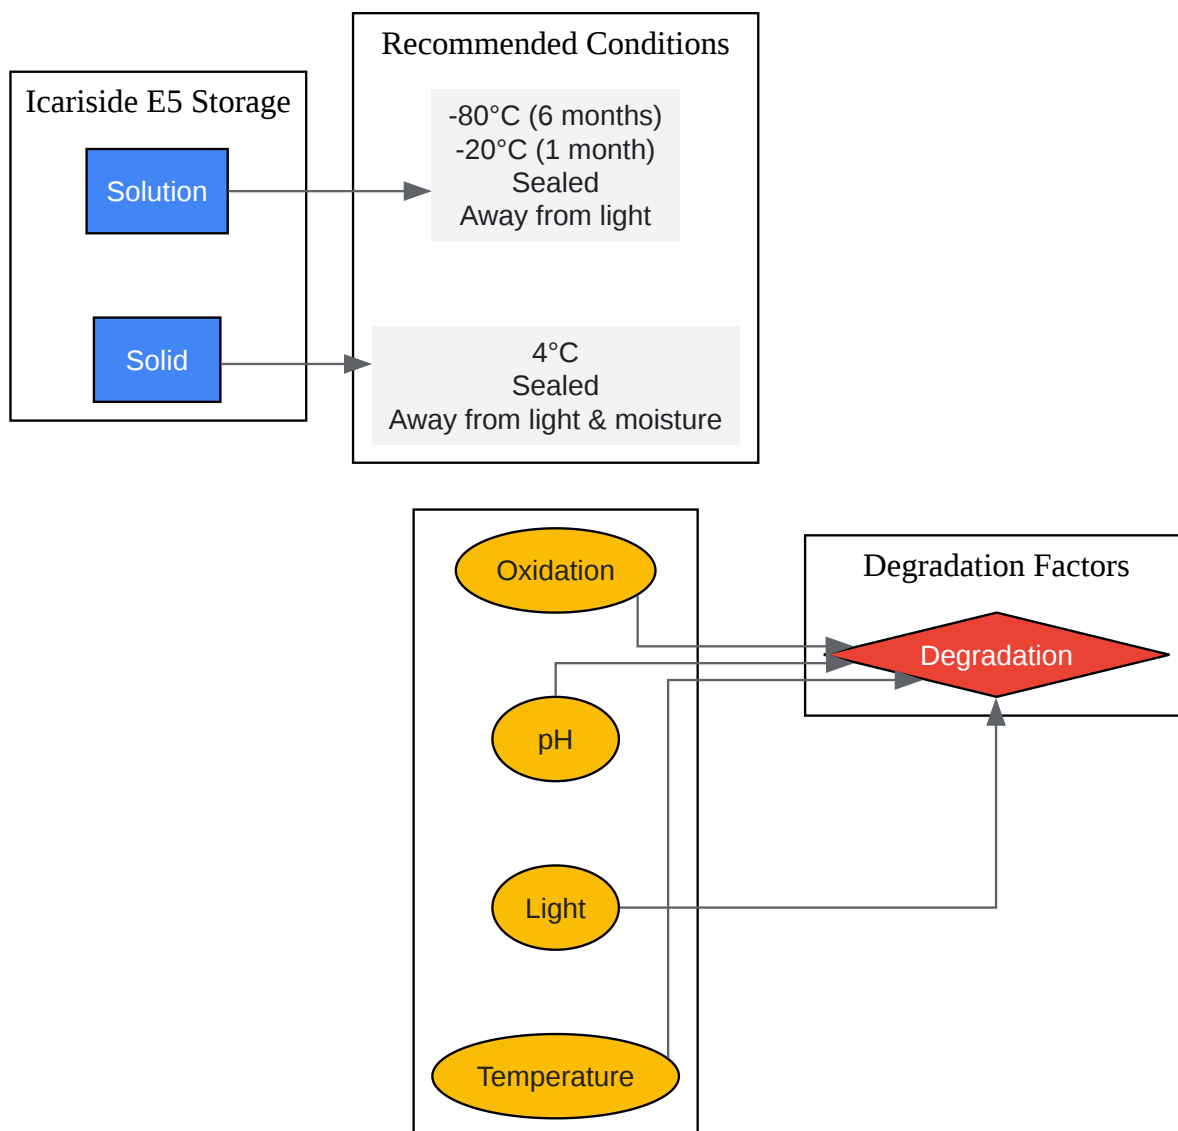 Recommended Conditions
Icariside E5 Storage
-80°C (6 months)
-20°C (1 month)
Sealed
Away from light
Solution
4°C
Sealed
Away from light & moisture
Solid
Oxidation
Degradation Factors
Degradation
pH
Light
Temperature